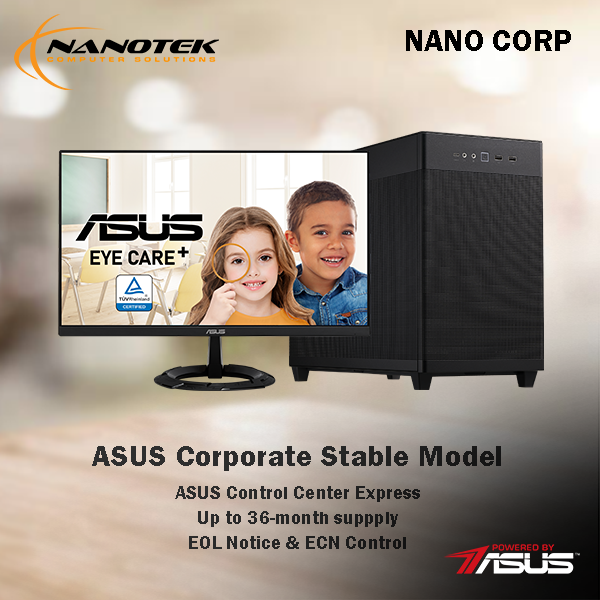 NANOTEK
COMPUTER SOLUTIONS
NANO CORP
ASUS
EYE CARE+
TÜVRheinland
CERTIFIED
ASUS
ASUS Corporate Stable Model
ASUS Control Center Express
Up to 36-month suppply
EOL Notice & ECN Control
POWERED BY
ASUS